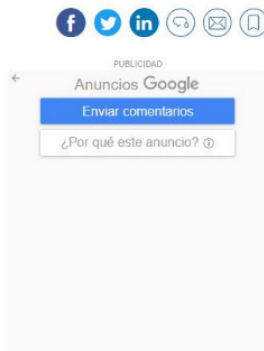 PUBLICIDAD
Anuncios Google
Enviar comentarios
¿Por qué este anuncio?